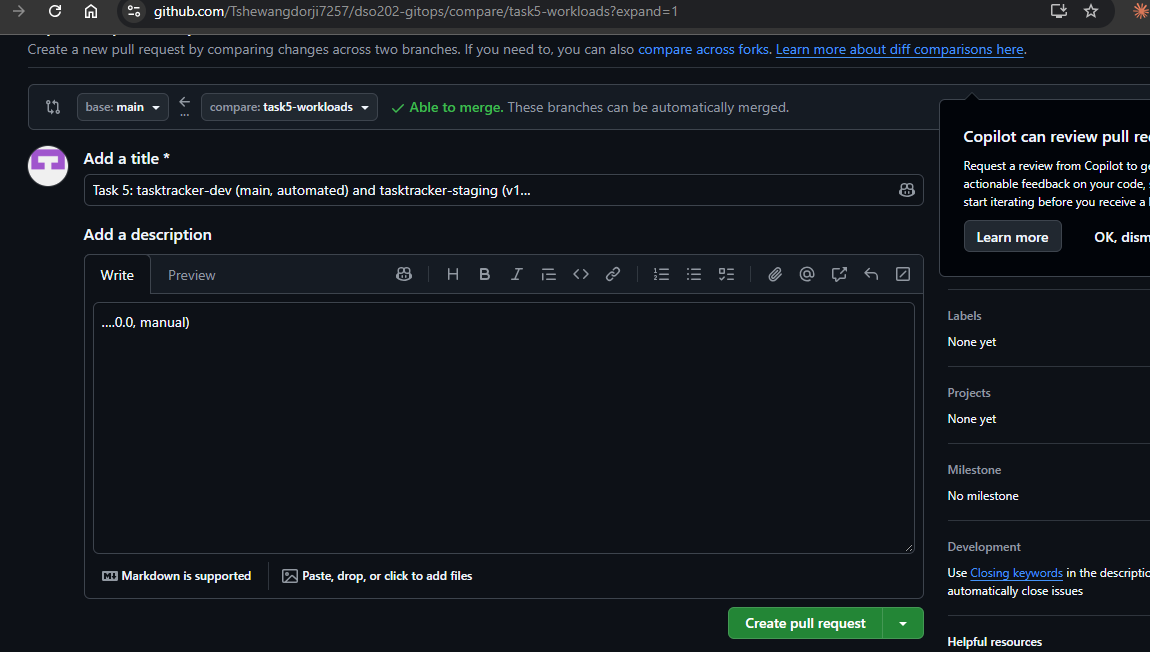 github.com/Tshewangdorji7257/dso202-gitops/compare/task5-workloads?expand=1
Create a new pull request by comparing changes across two branches. If you need to, you can also compare across forks. Learn more about diff comparisons here.
base: main
compare: task5-workloads
Able to merge. These branches can be automatically merged.
Copilot can review pull re
Request a review from Copilot to ge
actionable feedback on your code, s
start iterating before you receive a
Learn more
OK, dism
Add a title *
Task 5: tasktracker-dev (main, automated) and tasktracker-staging (v1...
Add a description
Write
Preview
....0.0, manual)
Markdown is supported
Paste, drop, or click to add files
Create pull request
Labels
None yet
Projects
None yet
Milestone
No milestone
Development
Use Closing keywords in the descriptio
automatically close issues
Helpful resources